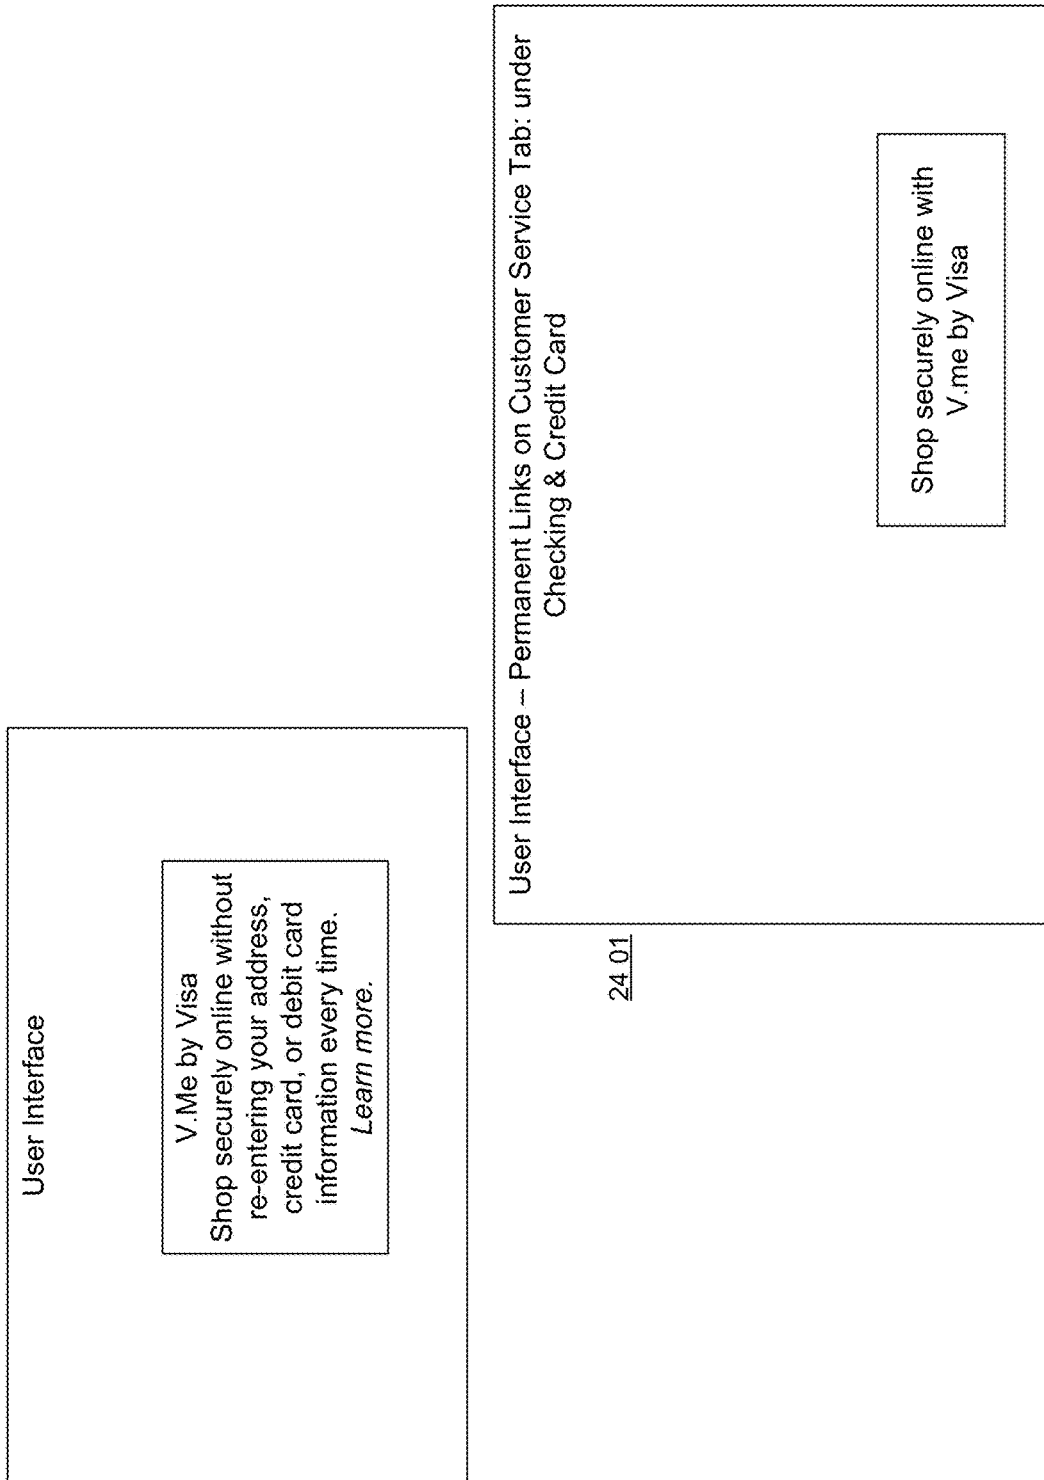 User Interface
V.Me by Visa
Shop securely online without
re-entering your address,
credit card, or debit card
information every time.
Learn more.
24 01
User Interface – Permanent Links on Customer Service Tab: under
Checking & Credit Card
Shop securely online with
V.me by Visa